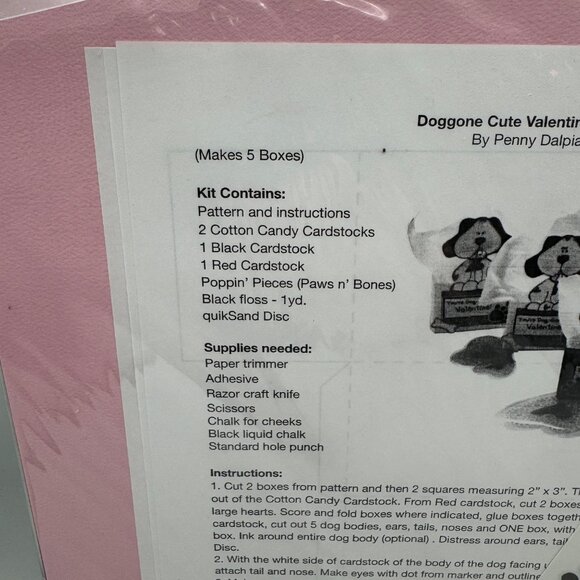 Doggone Cute Valentin
By Penny Dalpia
(Makes 5 Boxes)
Kit Contains:
Pattern and instructions
2 Cotton Candy Cardstocks
1 Black Cardstock
1 Red Cardstock
Poppin' Pieces (Paws n' Bones)
Black floss - 1yd.
quikSand Disc
Supplies needed:
Paper trimmer
Adhesive
Razor craft knife
Scissors
Chalk for cheeks
Black liquid chalk
Standard hole punch
Valentine!
Valentine!
Instructions:
1. Cut 2 boxes from pattern and then 2 squares measuring 2" x 3". Th
out of the Cotton Candy Cardstock. From Red cardstock, cut 2 boxes
large hearts. Score and fold boxes where indicated, glue boxes togeth
cardstock, cut out 5 dog bodies, ears, tails, noses and ONE box, with
box. Ink around entire dog body (optional) . Distress around ears, tail
Disc.
2. With the white side of cardstock of the body of the dog facing
attach tail and nose. Make eyes with dot from marker and outline